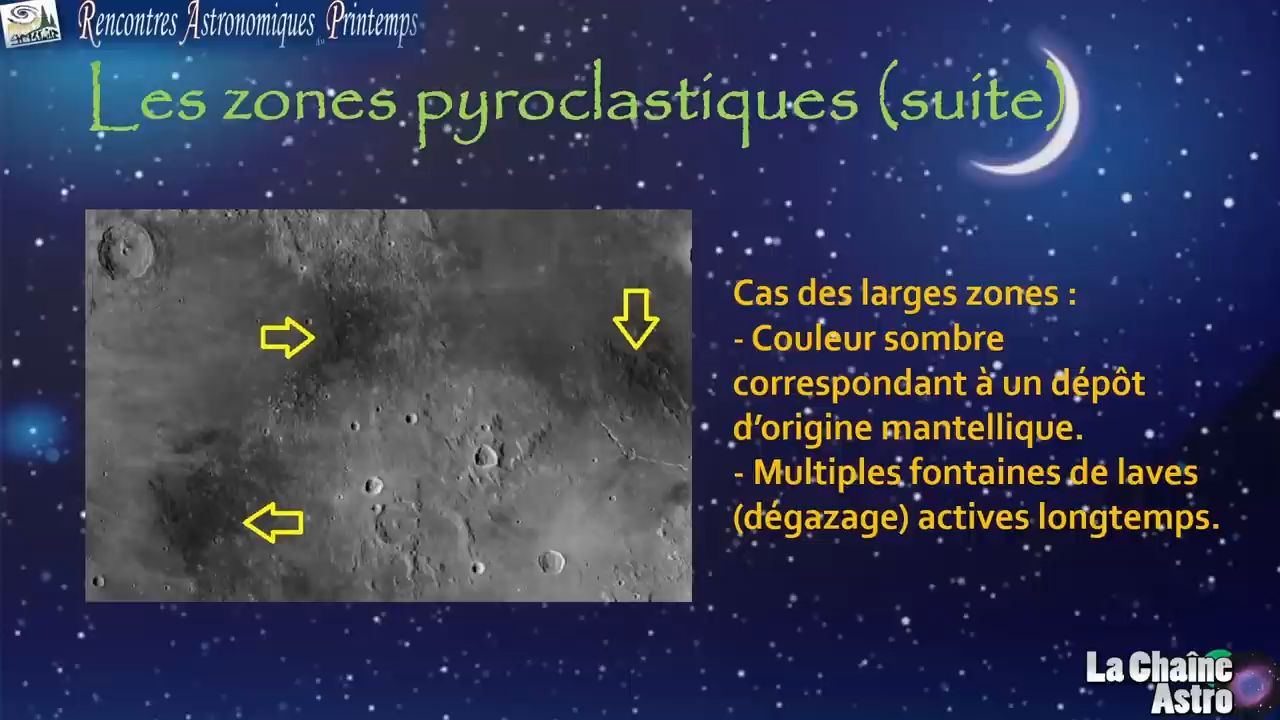 Rencontres Astronomiques du Printemps
Les zones pyroclastiques (suite)
Cas des larges zones :
- Couleur sombre
correspondant à un dépôt
d’origine mantellique.
- Multiples fontaines de laves
(dégazage) actives longtemps.
La Chaîne
Astro